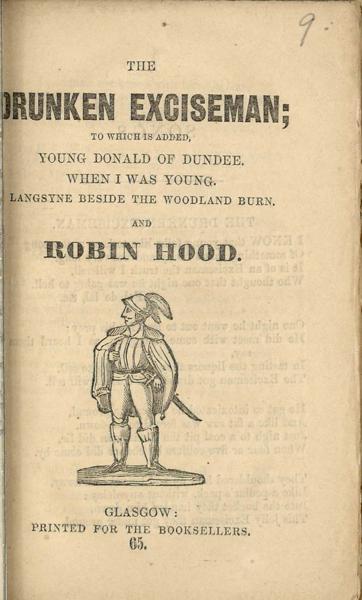 9.
THE
DRUNKEN EXCISEMAN;
TO WHICH IS ADDED,
YOUNG DONALD OF DUNDEE.
WHEN I WAS YOUNG.
LANGSYNE BESIDE THE WOODLAND BURN.
AND
ROBIN HOOD.
GLASGOW:
PRINTED FOR THE BOOKSELLERS.
65.